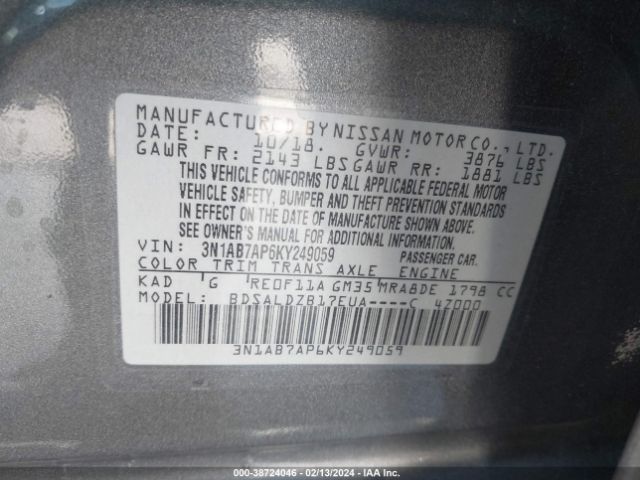 MANUFACTURED BY NISSAN MOTOR CO., LTD.
DATE: 10/18. GVWR: 3876 LBS
GAWR FR: 2143 LBS GAWR RR: 1881 LBS
THIS VEHICLE CONFORMS TO ALL APPLICABLE FEDERAL MOTOR
VEHICLE SAFETY, BUMPER AND THEFT PREVENTION STANDARDS
IN EFFECT ON THE DATE OF MANUFACTURE SHOWN ABOVE.
SEE OWNER'S MANUAL FOR ADDITIONAL INFORMATION.
VIN: 3N1AB7AP6KY249059 PASSENGER CAR.
COLOR TRIM TRANS AXLE ENGINE
KAD G RE0F11A GM35 MRA8DE 1798 CC
MODEL: BDSALDZB17EUA----C 4Z000
3N1AB7AP6KY249059
000-38724046 - 02/13/2024 - IAA Inc.